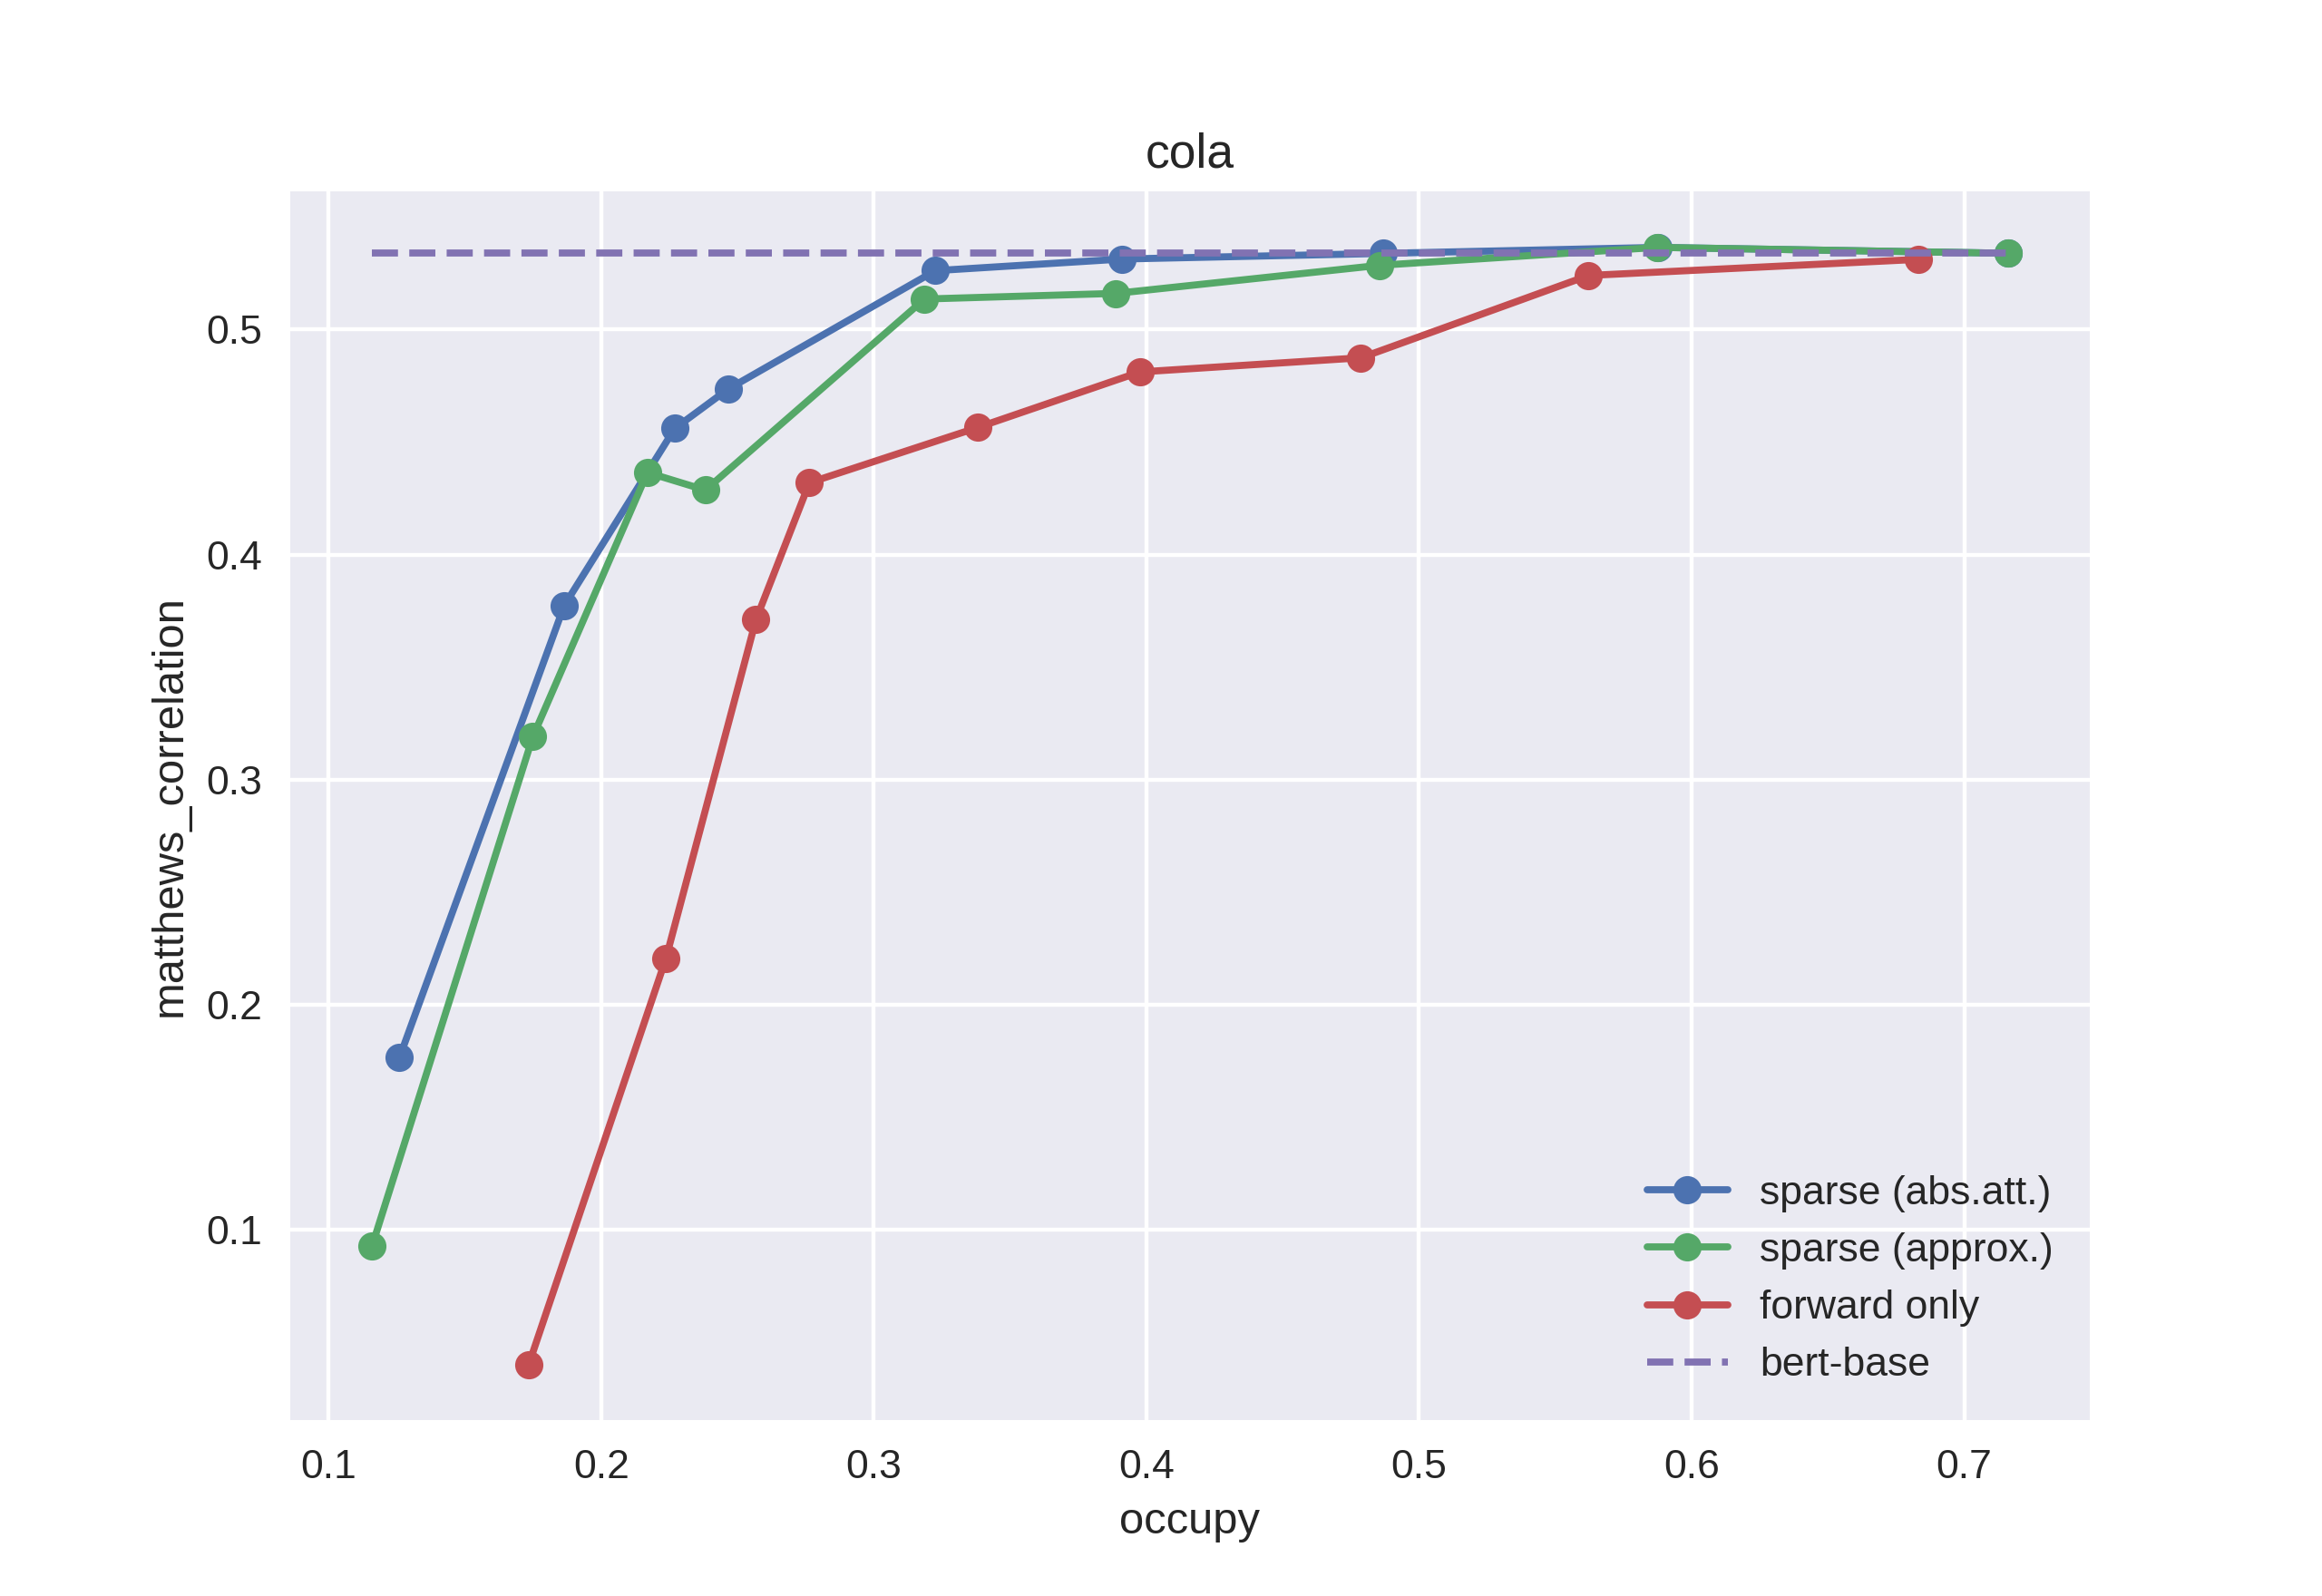 cola
matthews_correlation
0.5
0.4
0.3
0.2
0.1
0.1 0.2 0.3 0.4 0.5 0.6 0.7
occupy
sparse (abs.att.)
sparse (approx.)
forward only
bert-base